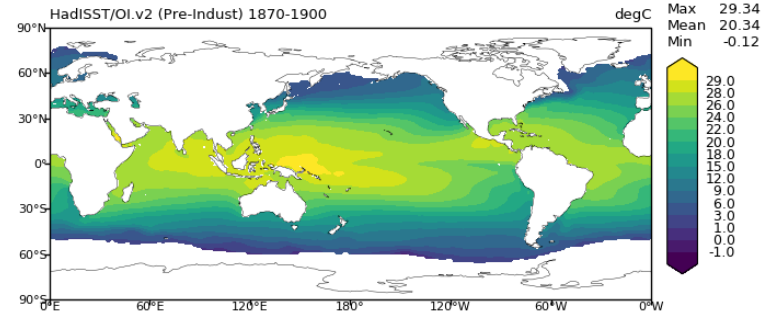 HadISST/OI.v2 (Pre-Indust) 1870-1900 degC
Max 29.34
Mean 20.34
Min -0.12
90°N
60°N
30°N
0°
30°S
60°S
90°S
0°E 60°E 120°E 180° 120°W 60°W 0°W
29.0
28.0
26.0
24.0
22.0
20.0
18.0
15.0
12.0
9.0
6.0
3.0
1.0
0.0
-1.0